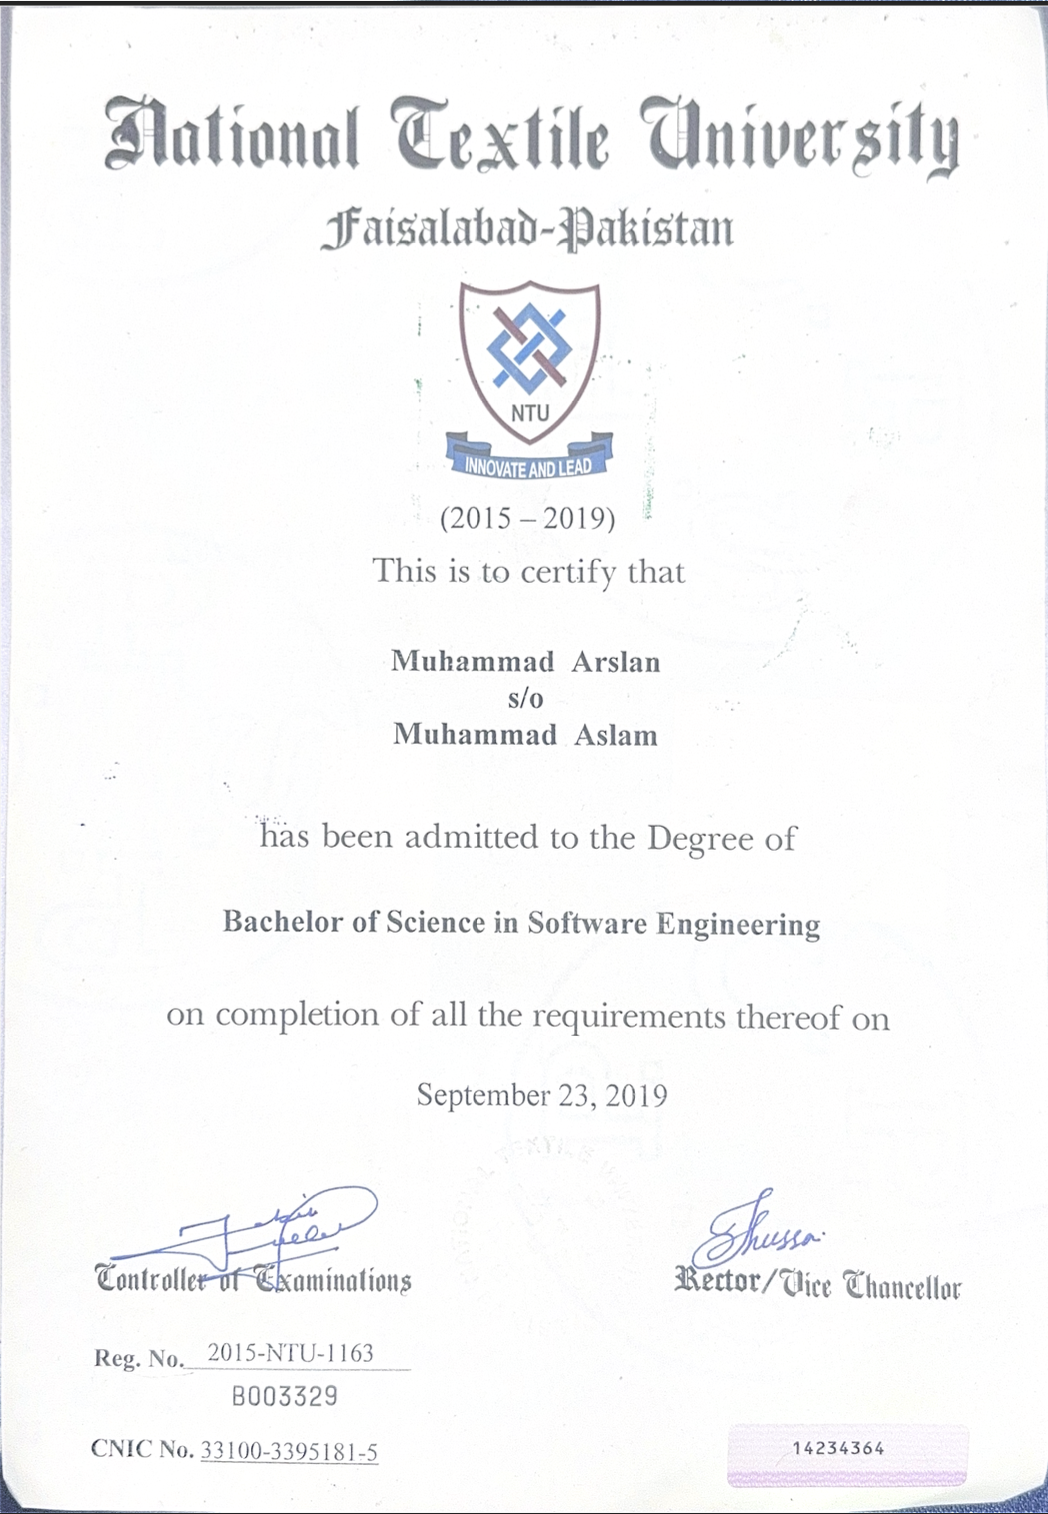 National Textile University
Faisalabad-Pakistan
NTU
INNOVATE AND LEAD
(2015 – 2019)
This is to certify that
Muhammad Arslan
s/o
Muhammad Aslam
has been admitted to the Degree of
Bachelor of Science in Software Engineering
on completion of all the requirements thereof on
September 23, 2019
Controller of Examinations
Rector/Vice Chancellor
Reg. No. 2015-NTU-1163
B003329
CNIC No. 33100-3395181-5
14234364